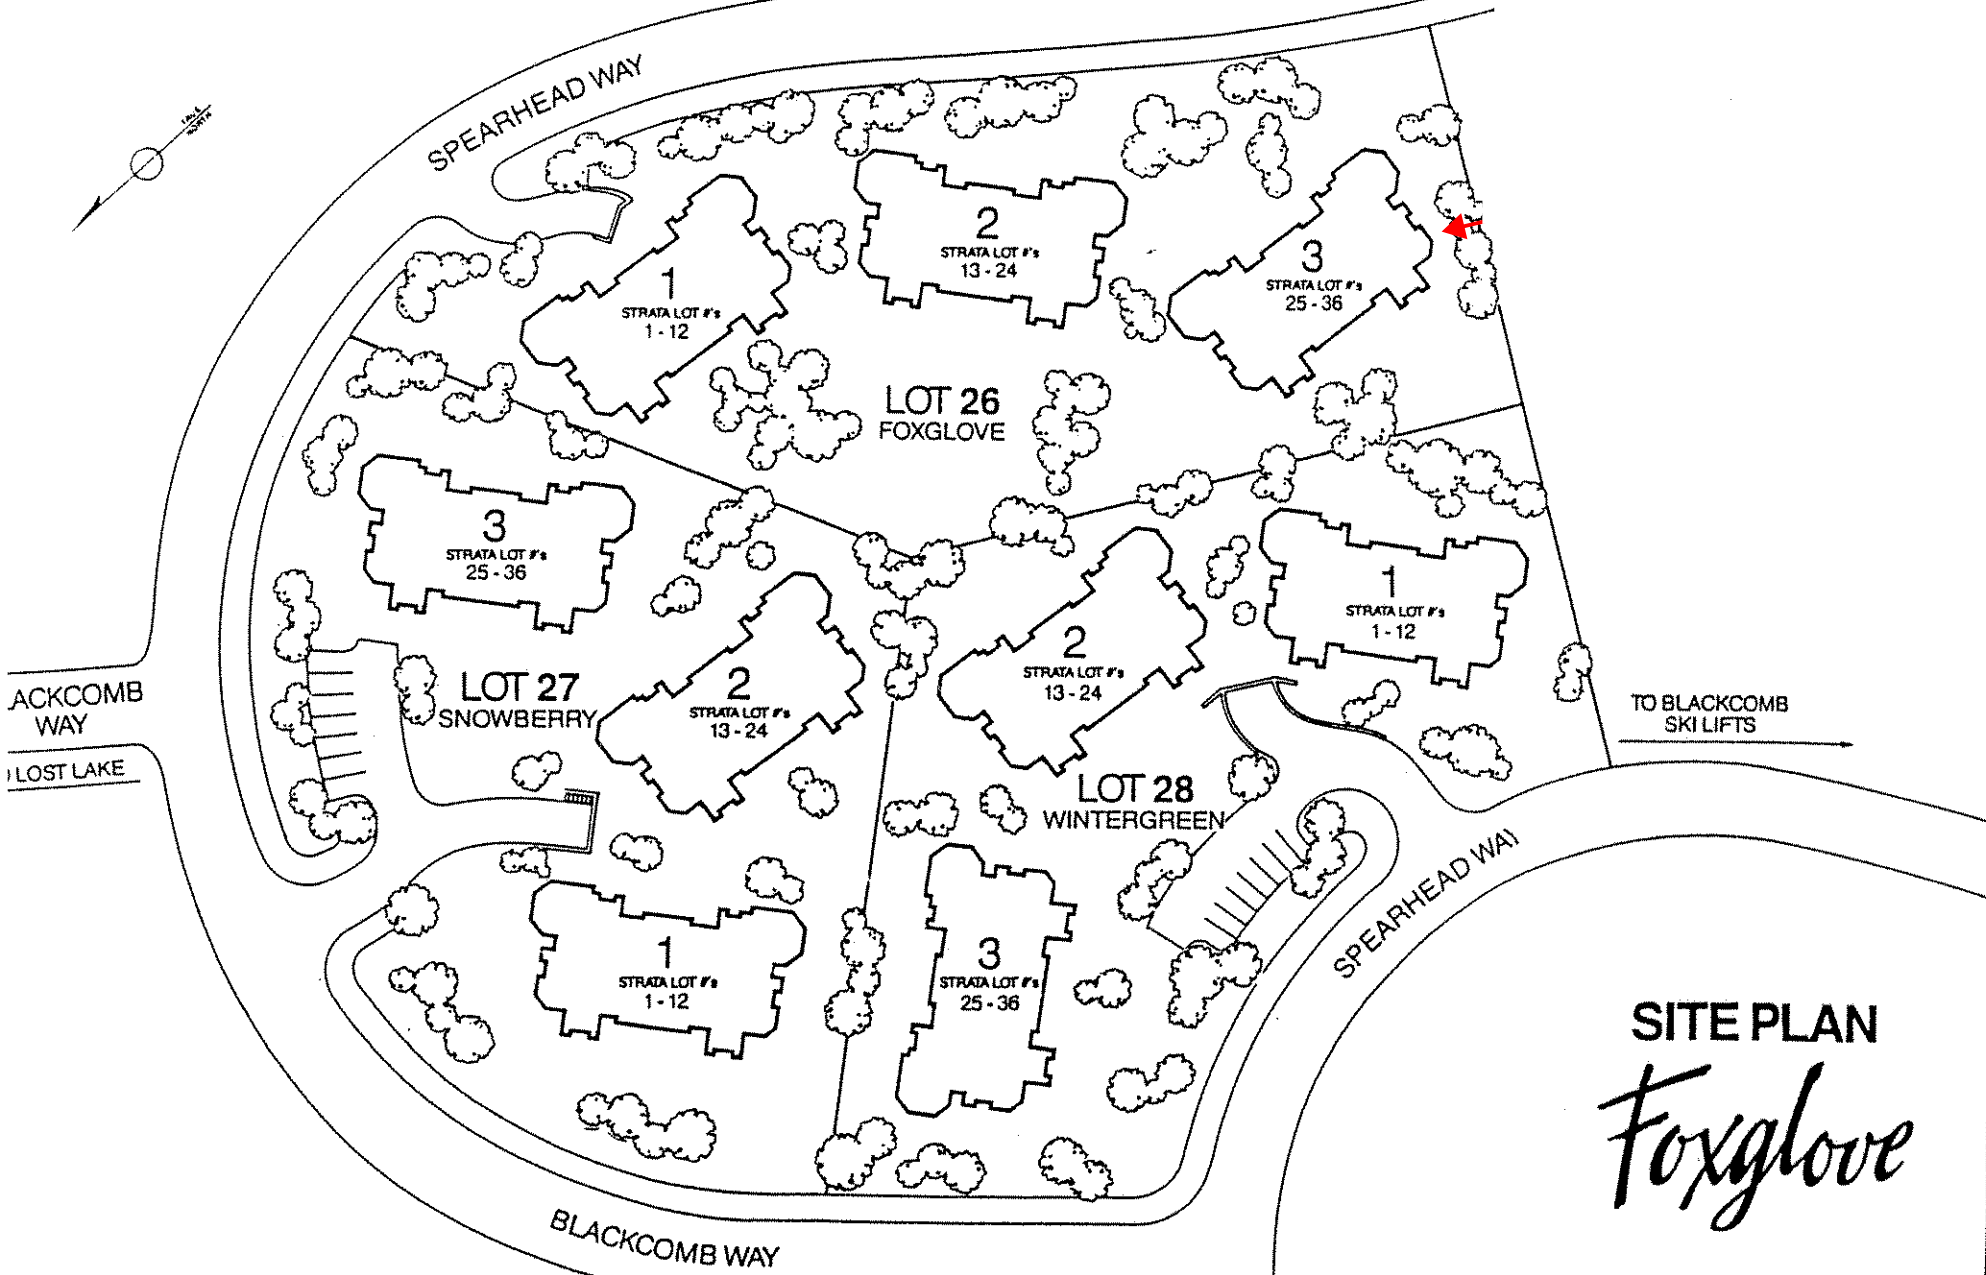 SPEARHEAD WAY
TRUE
NORTH
1
STRATA LOT #'s
1 - 12
2
STRATA LOT #'s
13 - 24
3
STRATA LOT #'s
25 - 36
LOT 26
FOXGLOVE
3
STRATA LOT #'s
25 - 36
LOT 27
SNOWBERRY
2
STRATA LOT #'s
13 - 24
1
STRATA LOT #'s
1 - 12
2
STRATA LOT #'s
13 - 24
1
STRATA LOT #'s
1 - 12
LOT 28
WINTERGREEN
3
STRATA LOT #'s
25 - 36
LACKCOMB
WAY
LOST LAKE
TO BLACKCOMB
SKI LIFTS
SPEARHEAD WAY
BLACKCOMB WAY
SITE PLAN
Foxglove